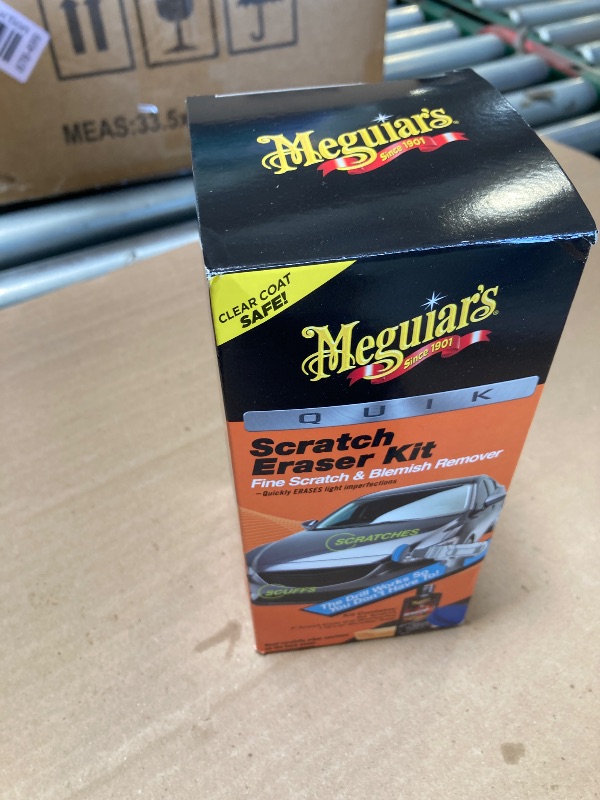 MEAS:33.5
Meguiar's
Since 1901
CLEAR COAT
SAFE!
Meguiar's
Since 1901
QUIK
Scratch
Eraser Kit
Fine Scratch & Blemish Remover
–Quickly ERASES light imperfections
SCRATCHES
SCUFFS
The Drill Works So
You Don't Have To!